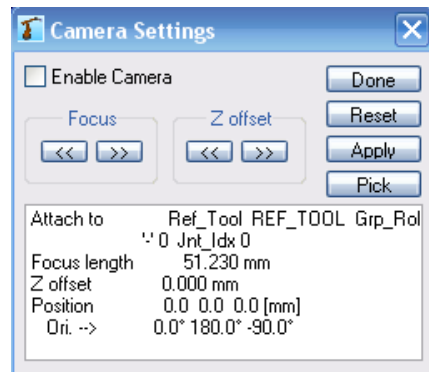 Camera Settings
Enable Camera
Done
Focus
Z offset
Reset
<< >>
<< >>
Apply
Pick
Attach to Ref_Tool REF_TOOL Grp_Rol
'-' 0 Jnt_Idx 0
Focus length 51.230 mm
Z offset 0.000 mm
Position 0.0 0.0 0.0 [mm]
Ori. --> 0.0° 180.0° -90.0°